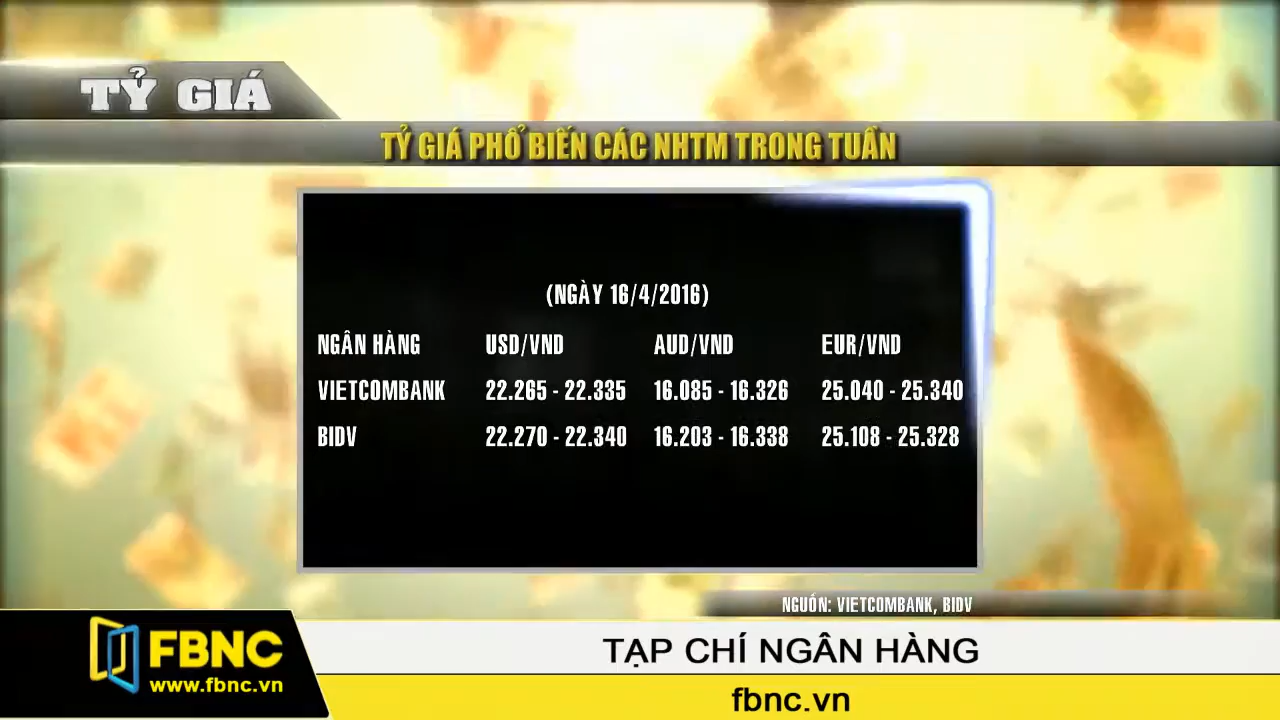 TỶ GIÁ
TỶ GIÁ PHỔ BIẾN CÁC NHTM TRONG TUẦN
(NGÀY 16/4/2016)
NGÂN HÀNG USD/VND AUD/VND EUR/VND
VIETCOMBANK 22.265 - 22.335 16.085 - 16.326 25.040 - 25.340
BIDV 22.270 - 22.340 16.203 - 16.338 25.108 - 25.328
NGUỒN: VIETCOMBANK, BIDV
FBNC
www.fbnc.vn
TẠP CHÍ NGÂN HÀNG
fbnc.vn